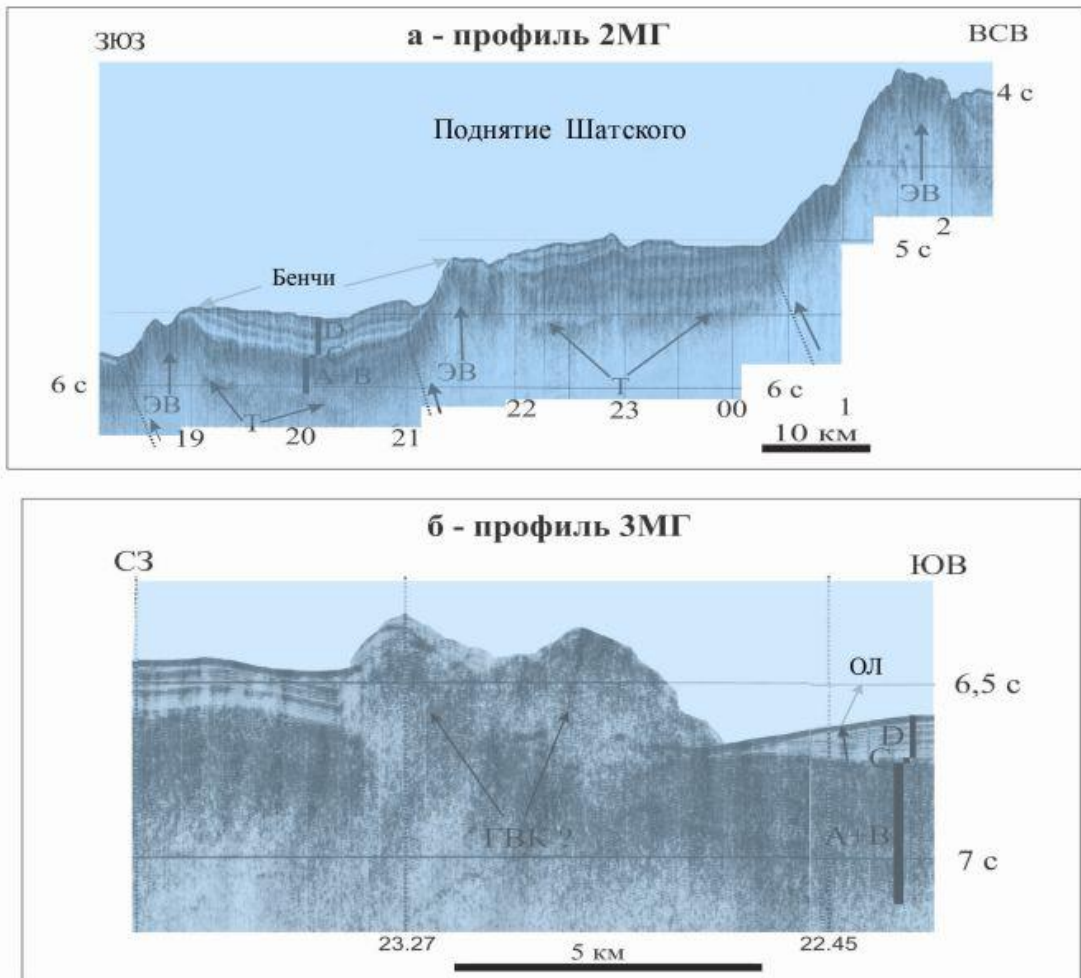 а - профиль 2МГ
ЗЮЗ
ВСВ
4 с
Поднятие Шатского
ЭВ
2
5 с
Бенчи
D
C
A+B
6 с
ЭВ
Т
ЭВ
Т
6 с
19
20
21
22
23
00
1
10 км
б - профиль 3МГ
СЗ
ЮВ
ОЛ
6,5 с
D
C
ГВК ?
A+B
7 с
23.27
5 км
22.45